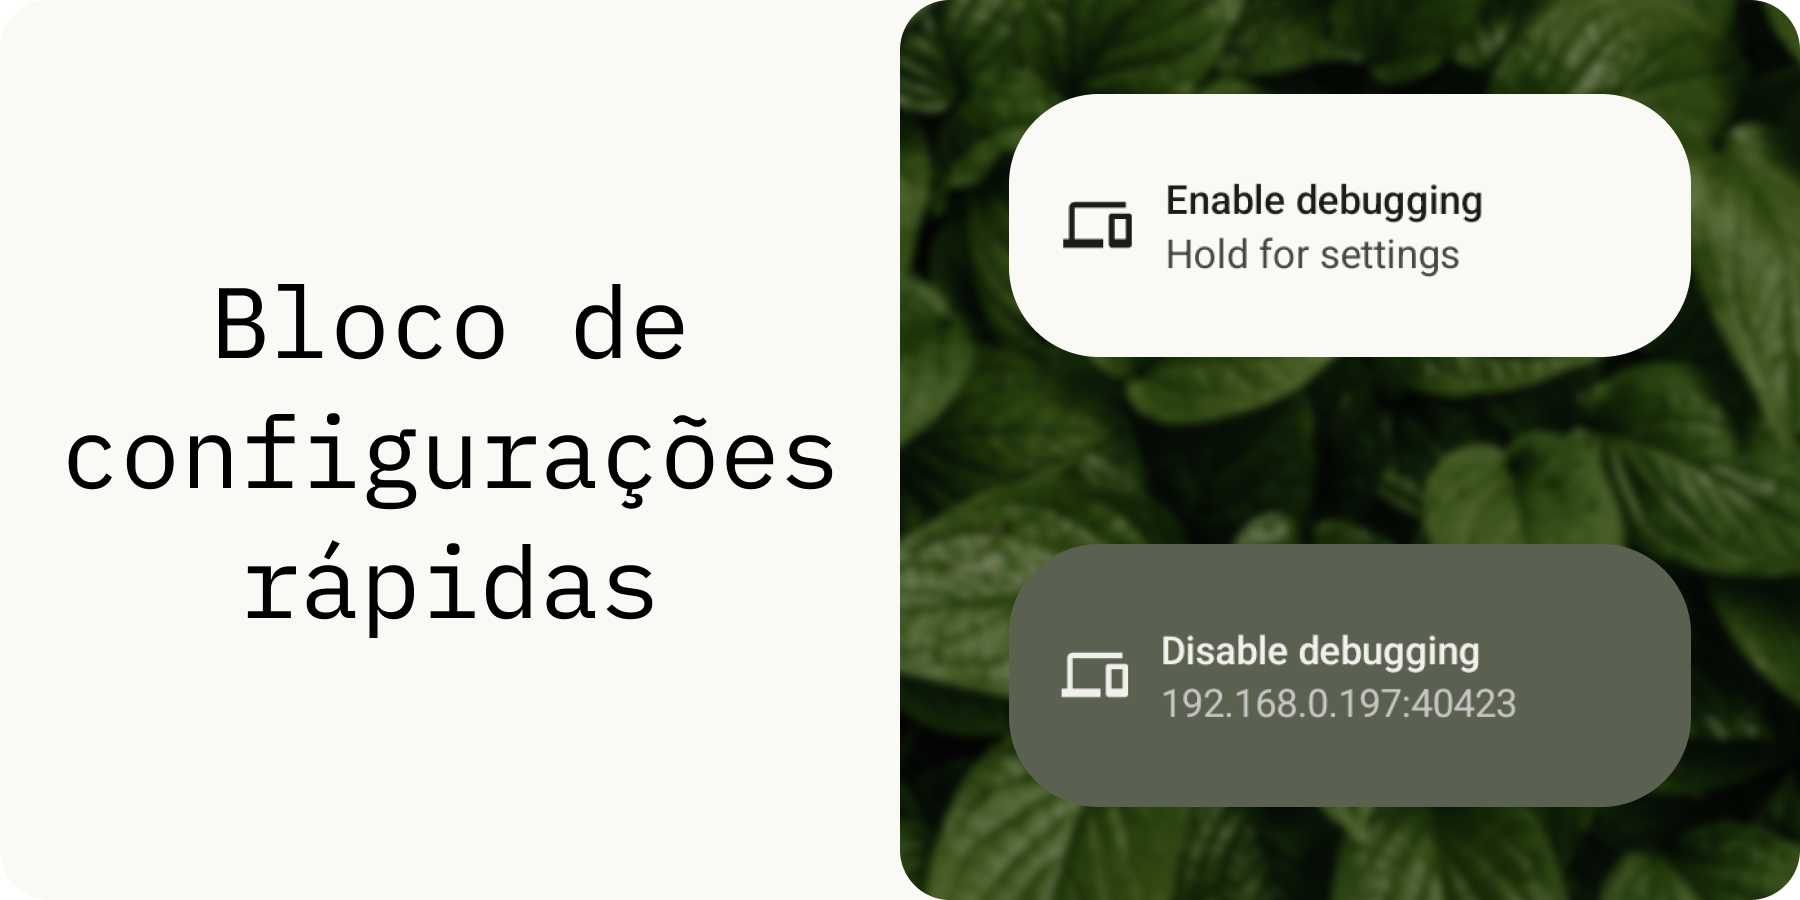 Bloco de
configurações
rápidas
Enable debugging
Hold for settings
Disable debugging
192.168.0.197:40423